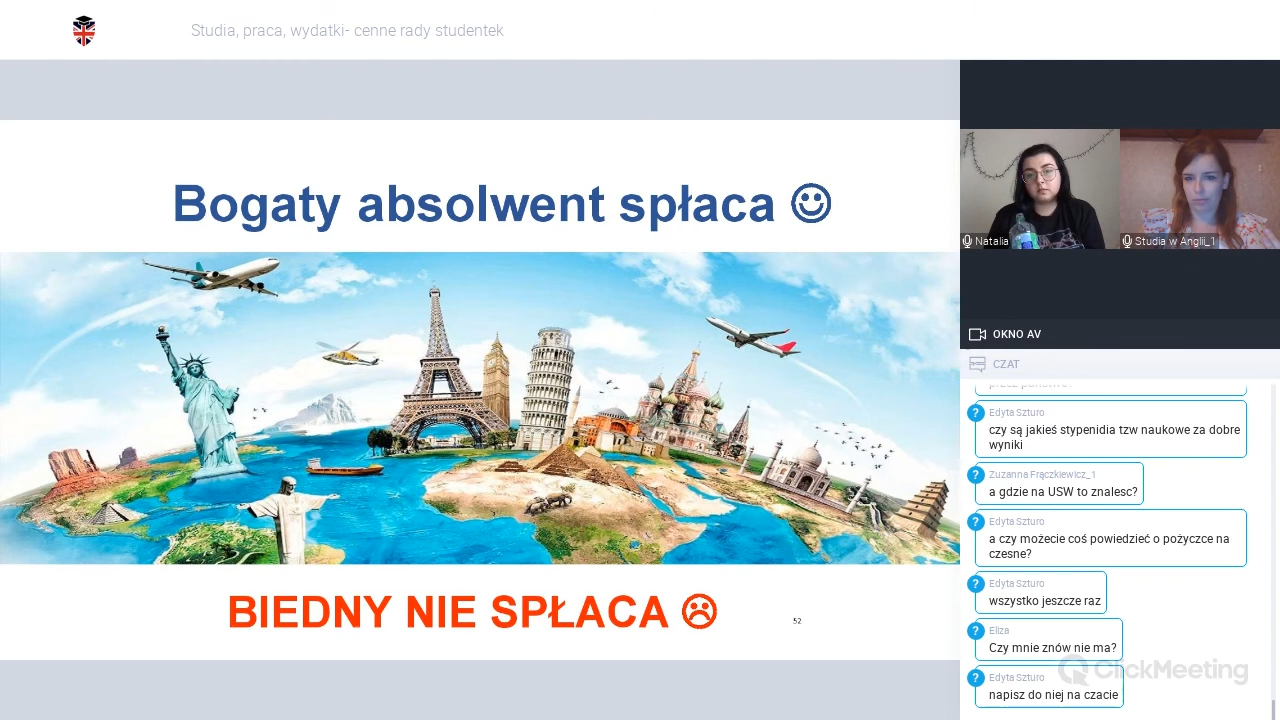 Studia, praca, wydatki- cenne rady studentek
Bogaty absolwent spłaca
BIEDNY NIE SPŁACA
52
Natalia
Studia w Anglii_1
OKNO AV
CZAT
Edyta Szturo
czy są jakieś stypenidia tzw naukowe za dobre
wyniki
Zuzanna Frączkiewicz_1
a gdzie na USW to znalesc?
Edyta Szturo
a czy możecie coś powiedzieć o pożyczce na
czesne?
Edyta Szturo
wszystko jeszcze raz
Eliza
Czy mnie znów nie ma?
Edyta Szturo
napisz do niej na czacie
ClickMeeting